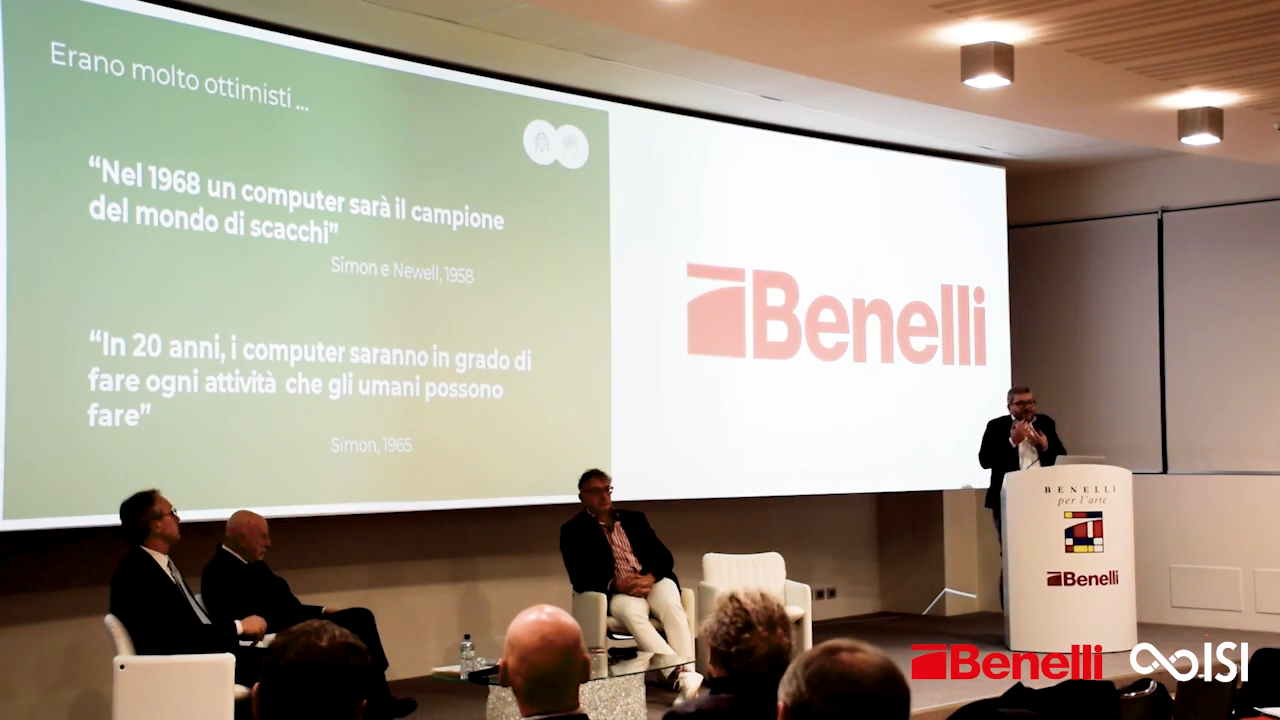 Erano molto ottimisti ...
“Nel 1968 un computer sarà il campione
del mondo di scacchi”
Simon e Newell, 1958
“In 20 anni, i computer saranno in grado di
fare ogni attività che gli umani possono
fare”
Simon, 1965
Benelli
BENELLI
per l'arte
Benelli
Benelli
ISI